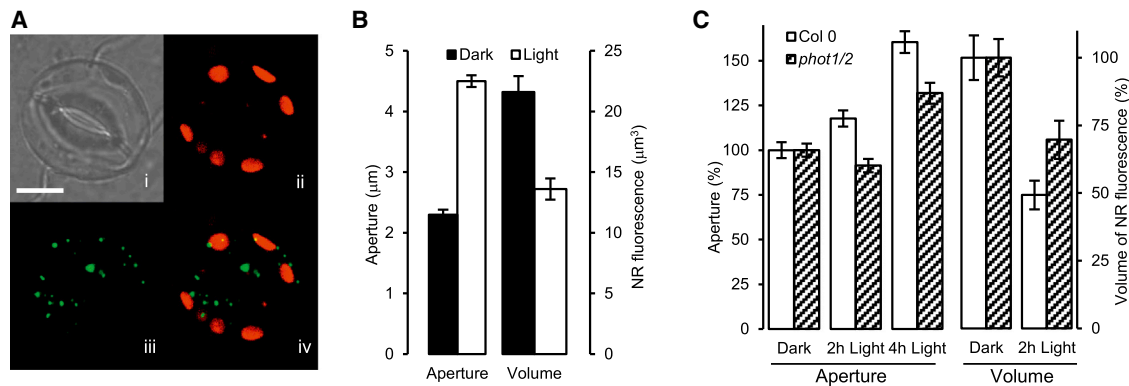 A
i
ii
iii
iv
B
Dark
Light
Aperture (µm)
5
4
3
2
1
0
NR fluorescence (µm³)
25
20
15
10
5
0
Aperture
Volume
C
Col 0
phot1/2
Aperture (%)
150
125
100
75
50
25
0
Volume of NR fluorescence (%)
100
75
50
25
0
Dark
2h Light
4h Light
Dark
2h Light
Aperture
Volume